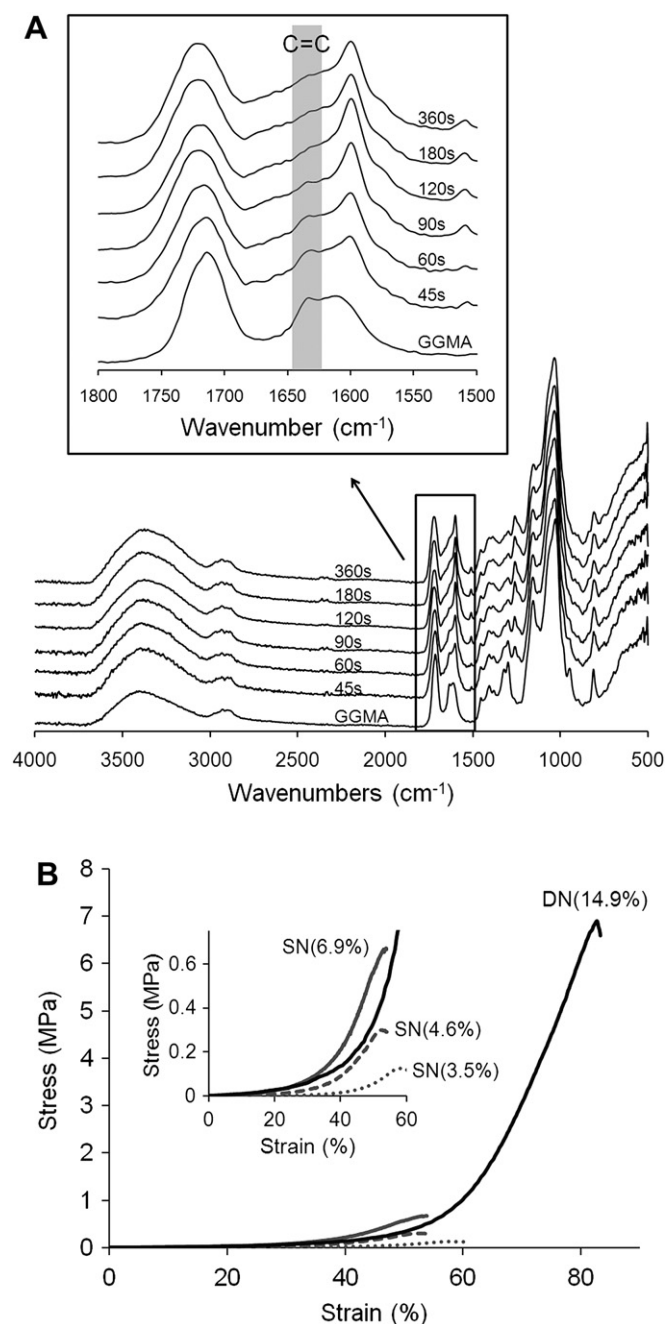 A
C=C
360s
180s
120s
90s
60s
45s
GGMA
1800 1750 1700 1650 1600 1550 1500
Wavenumber (cm-1)
360s
180s
120s
90s
60s
45s
GGMA
4000 3500 3000 2500 2000 1500 1000 500
Wavenumbers (cm-1)
B
8
7
6
5
4
3
2
1
0
Stress (MPa)
DN(14.9%)
0.6
0.4
0.2
0
Stress (MPa)
SN(6.9%)
SN(4.6%)
SN(3.5%)
0 20 40 60
Strain (%)
0 20 40 60 80
Strain (%)